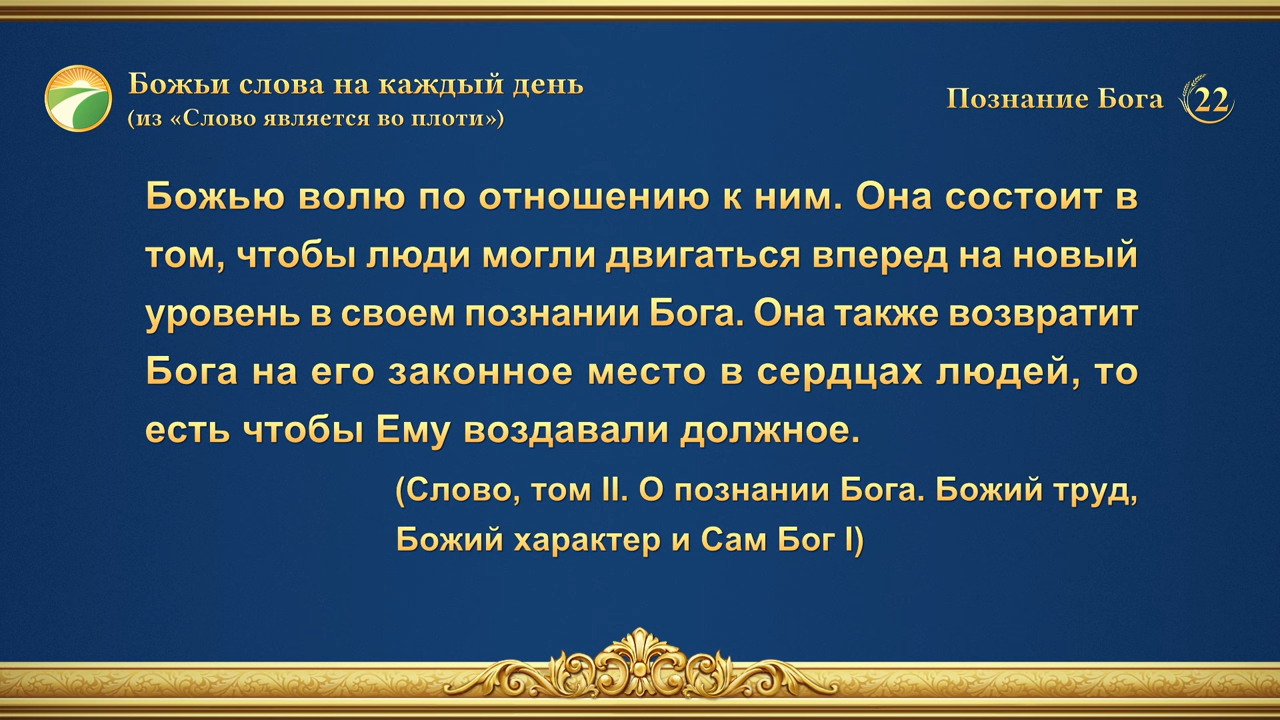 Божьи слова на каждый день
(из «Слово является во плоти»)
Познание Бога 22
Божью волю по отношению к ним. Она состоит в
том, чтобы люди могли двигаться вперед на новый
уровень в своем познании Бога. Она также возвратит
Бога на его законное место в сердцах людей, то
есть чтобы Ему воздавали должное.
(Слово, том II. О познании Бога. Божий труд,
Божий характер и Сам Бог I)